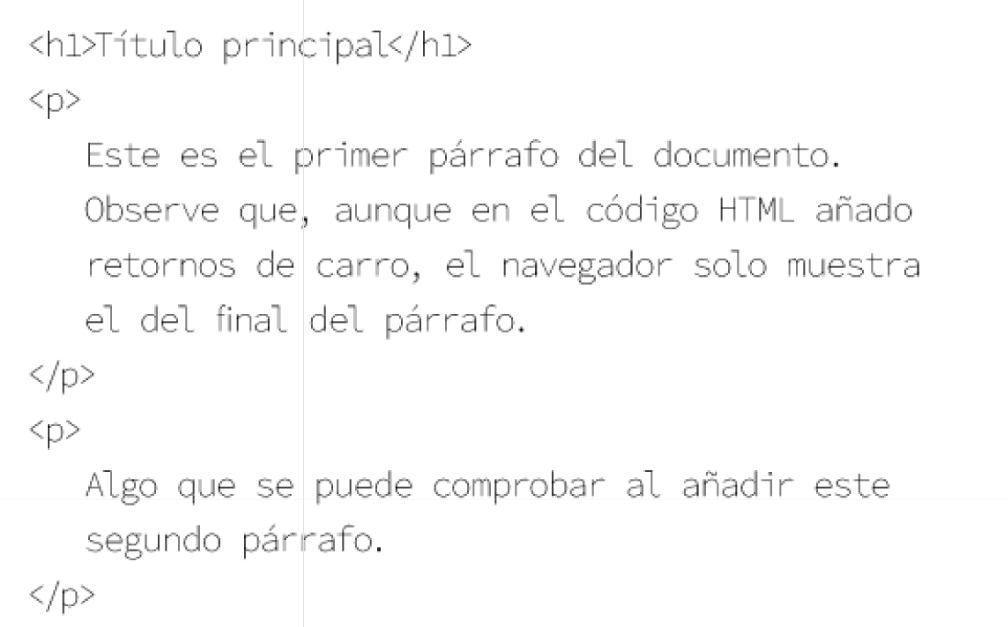 <h1>Título principal</h1>
<p>
Este es el primer párrafo del documento.
Observe que, aunque en el código HTML añado
retornos de carro, el navegador solo muestra
el del final del párrafo.
</p>
<p>
Algo que se puede comprobar al añadir este
segundo párrafo.
</p>